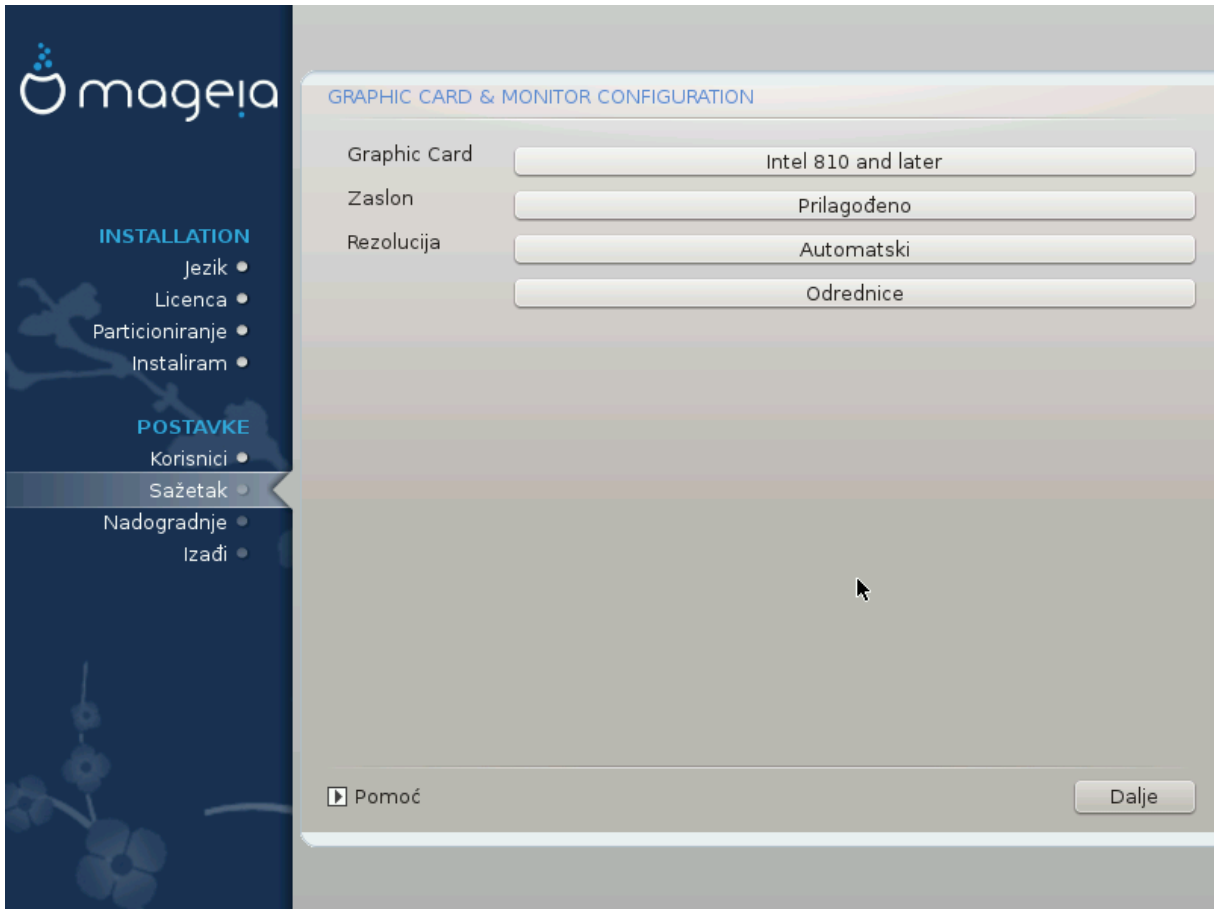 mageia
INSTALLATION
Jezik
Licenca
Particioniranje
Instaliram
POSTAVKE
Korisnici
Sažetak
Nadogradnje
Izađi
GRAPHIC CARD & MONITOR CONFIGURATION
Graphic Card
Intel 810 and later
Zaslon
Prilagođeno
Rezolucija
Automatski
Odrednice
Pomoć
Dalje